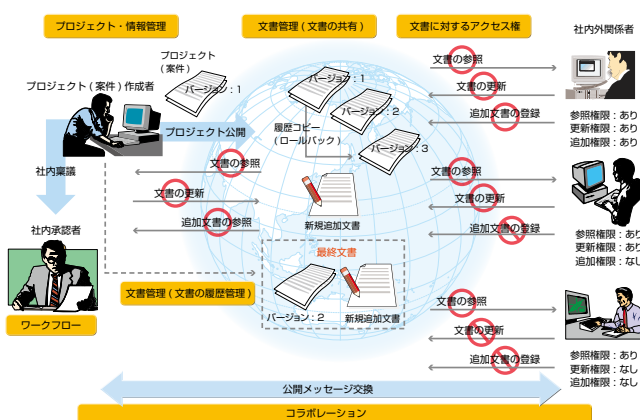 プロジェクト・情報管理
文書管理 ( 文書の共有 )
文書に対するアクセス権
社内外関係者
プロジェクト
( 案件 )
バージョン : 1
プロジェクト ( 案件 ) 作成者
プロジェクト公開
社内稟議
社内承認者
ワークフロー
バージョン : 1
バージョン : 2
バージョン : 3
履歴コピー
( ロールバック )
文書の参照
文書の更新
追加文書の参照
新規追加文書
最終文書
バージョン : 2
新規追加文書
文書管理 ( 文書の履歴管理 )
文書の参照
文書の更新
追加文書の登録
参照権限 : あり
更新権限 : あり
追加権限 : あり
文書の参照
文書の更新
追加文書の登録
参照権限 : あり
更新権限 : あり
追加権限 : なし
文書の参照
文書の更新
追加文書の登録
参照権限 : あり
更新権限 : なし
追加権限 : なし
公開メッセージ交換
コラボレーション